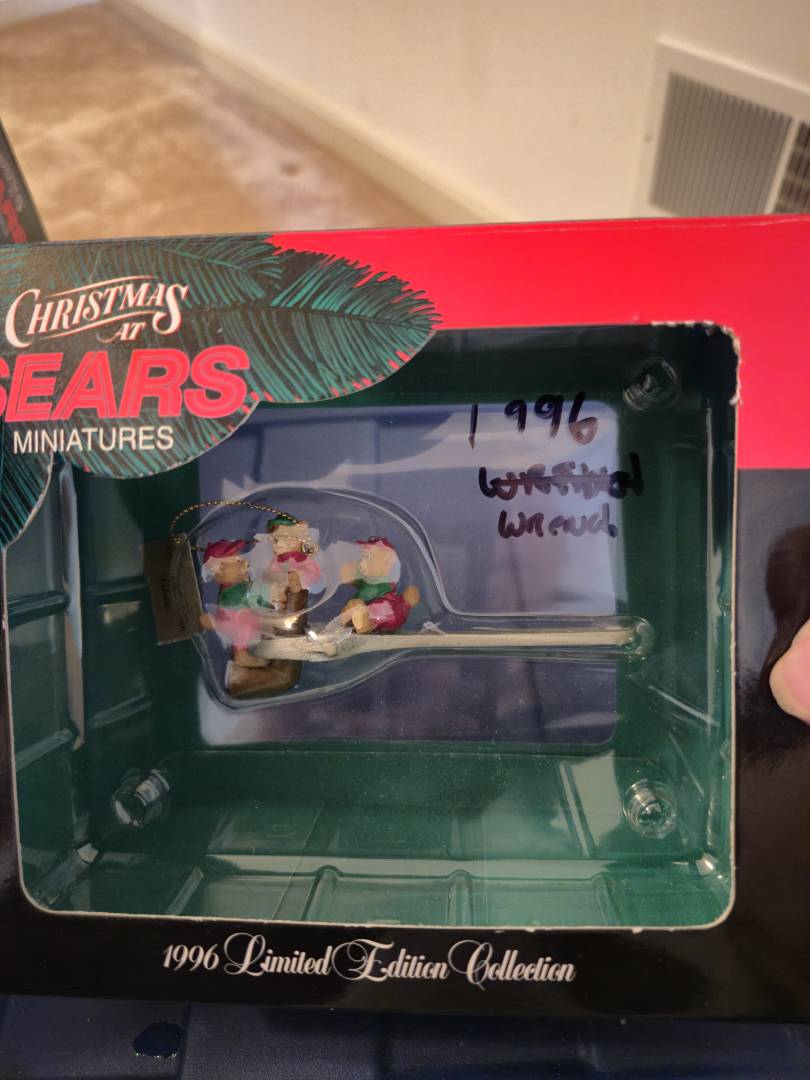 CHRISTMAS
AT
SEARS
MINIATURES
1996
Wrench
1996 Limited Edition Collection